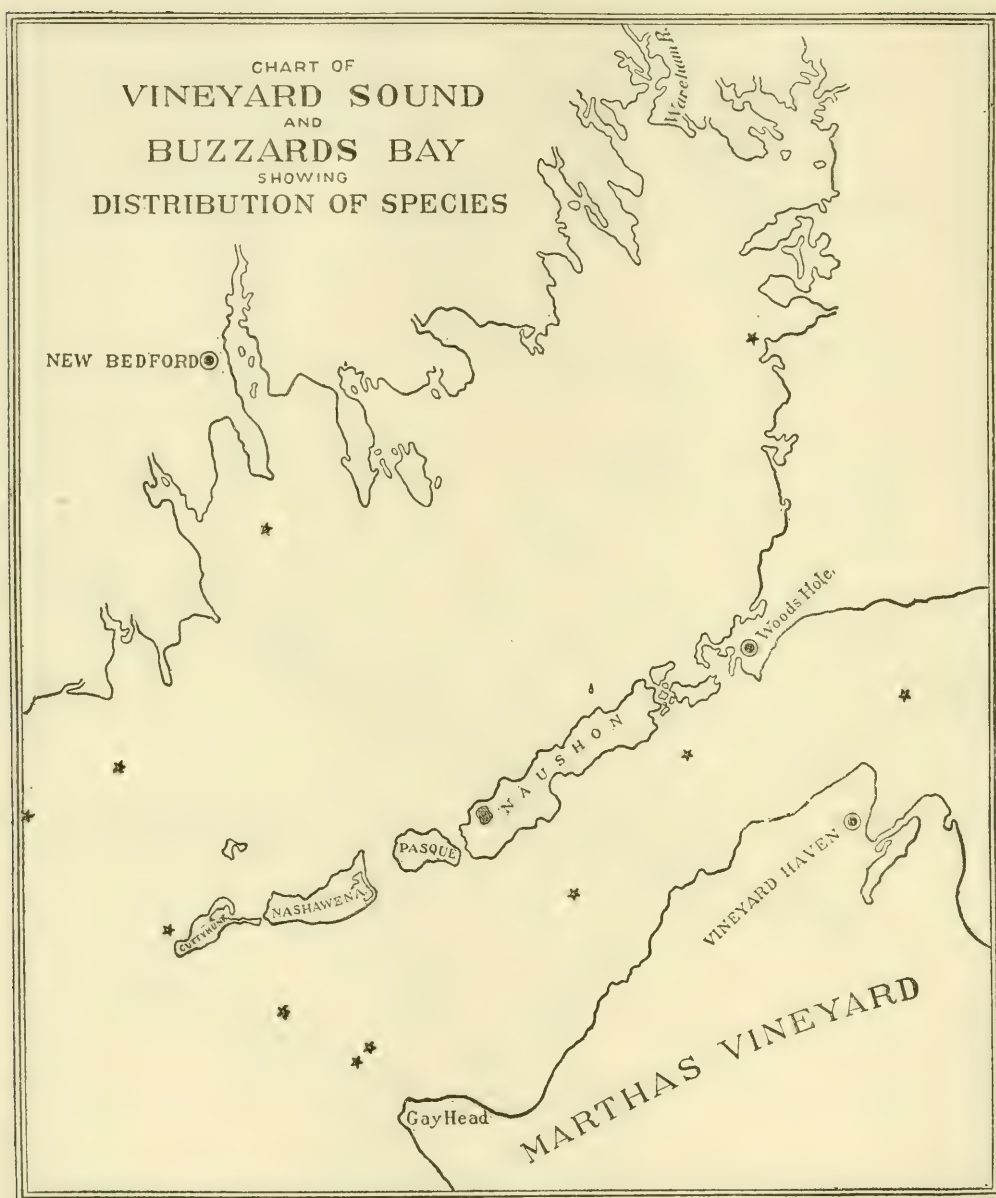 CHART OF
VINEYARD SOUND
AND
BUZZARDS BAY
SHOWING
DISTRIBUTION OF SPECIES
Wareham R.
NEW BEDFORD
Woods Hole.
NAUSHON
PASQUE
NASHAWENA
CUTTYHUNK
VINEYARD HAVEN
MARTHAS VINEYARD
Gay Head